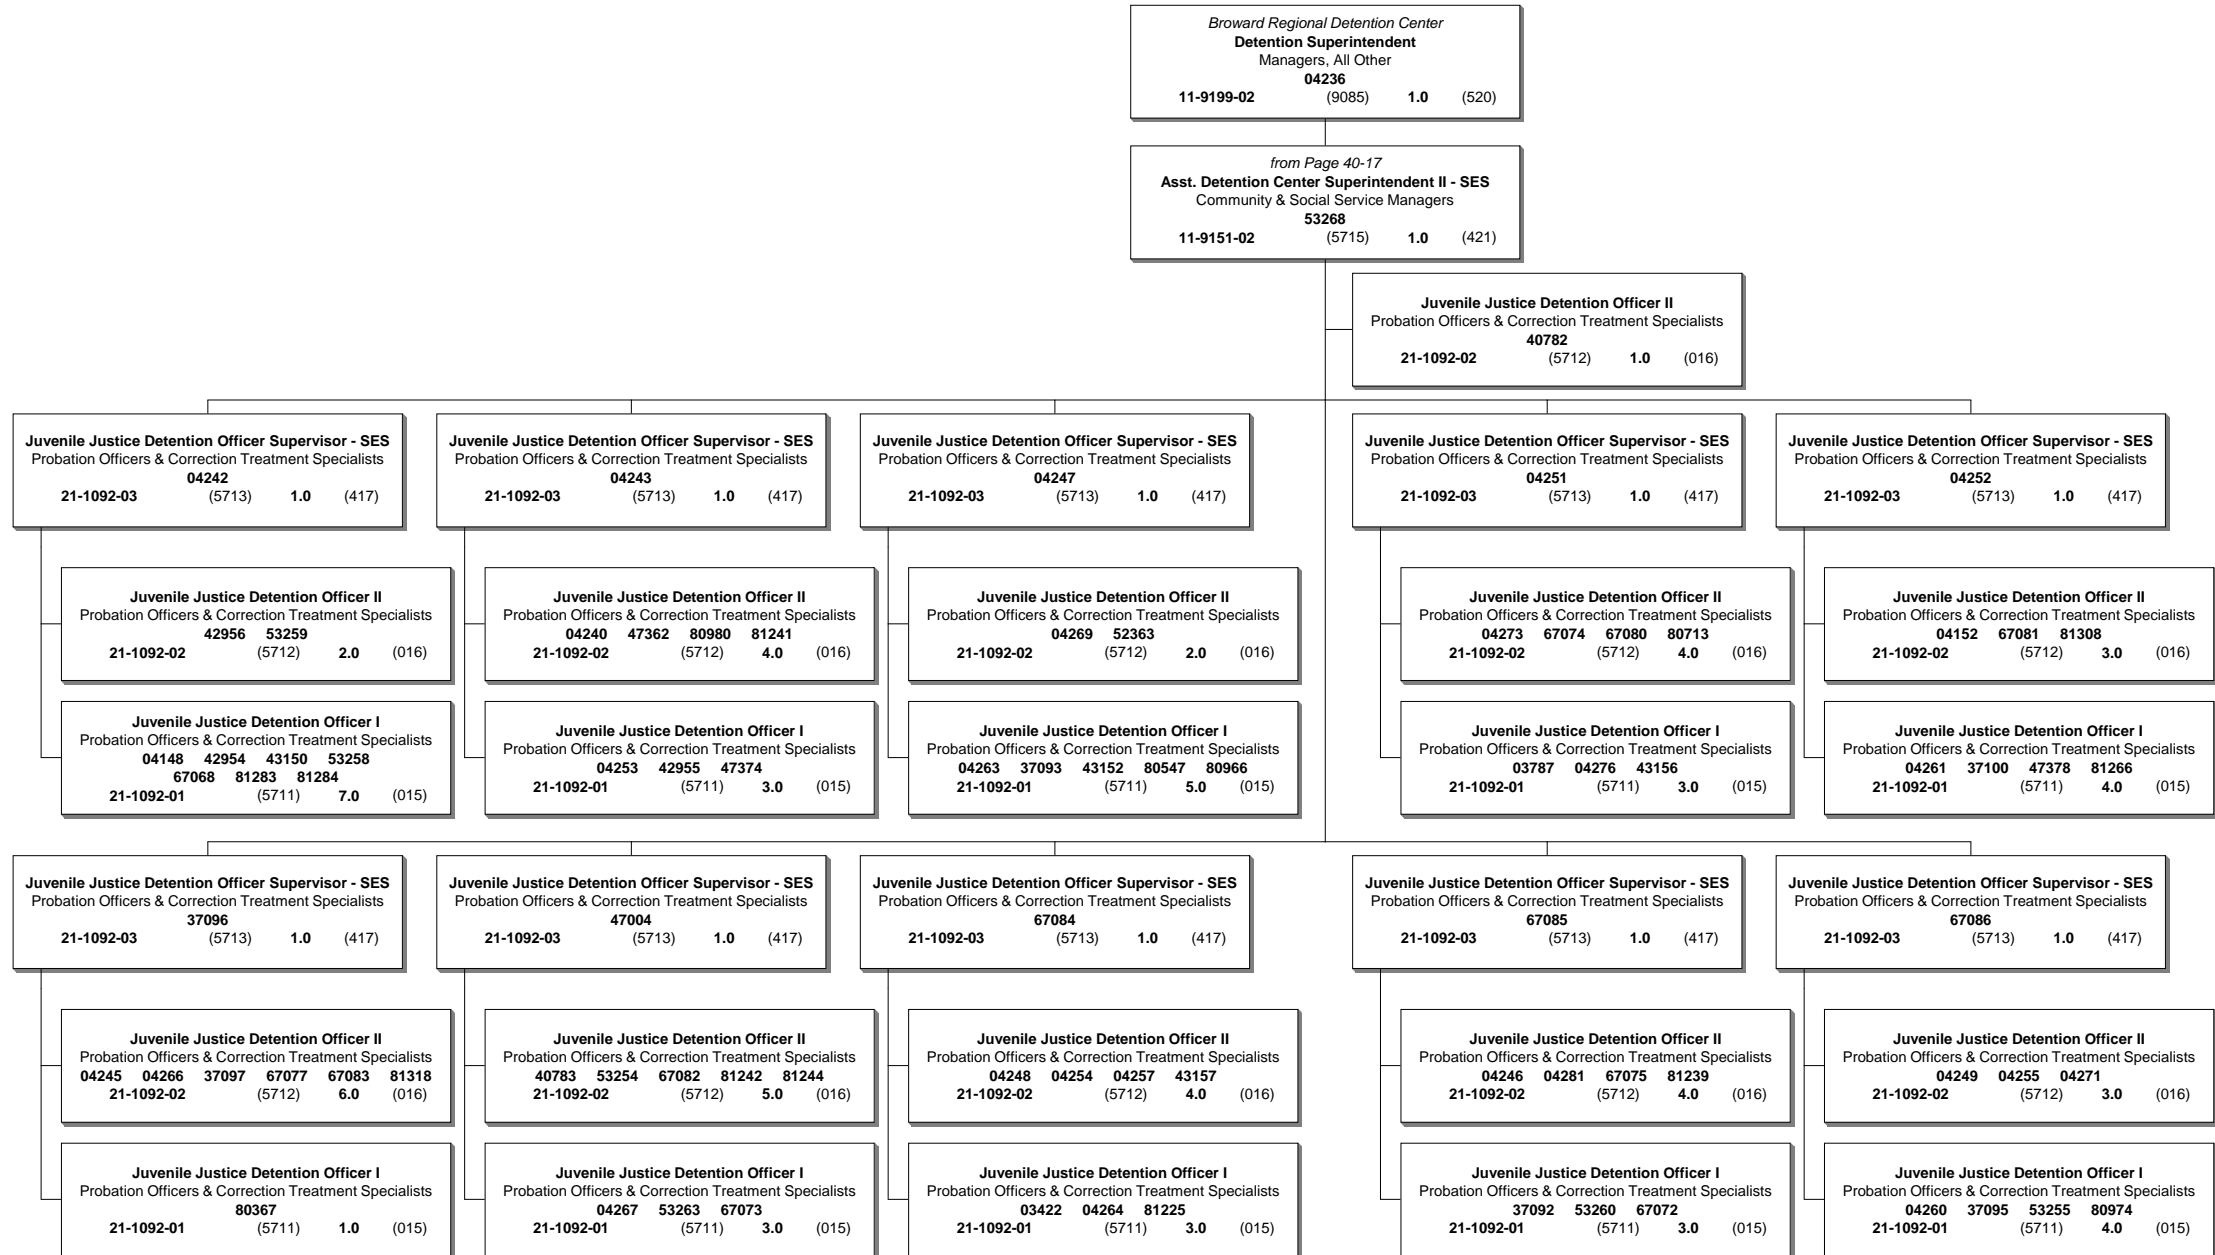 Broward Regional Detention Center
Detention Superintendent
Managers, All Other
04236
11-9199-02 (9085) 1.0 (520)
from Page 40-17
Asst. Detention Center Superintendent II - SES
Community & Social Service Managers
53268
11-9151-02 (5715) 1.0 (421)
Juvenile Justice Detention Officer II
Probation Officers & Correction Treatment Specialists
40782
21-1092-02 (5712) 1.0 (016)
Juvenile Justice Detention Officer Supervisor - SES
Probation Officers & Correction Treatment Specialists
04242
21-1092-03 (5713) 1.0 (417)
Juvenile Justice Detention Officer Supervisor - SES
Probation Officers & Correction Treatment Specialists
04243
21-1092-03 (5713) 1.0 (417)
Juvenile Justice Detention Officer Supervisor - SES
Probation Officers & Correction Treatment Specialists
04247
21-1092-03 (5713) 1.0 (417)
Juvenile Justice Detention Officer Supervisor - SES
Probation Officers & Correction Treatment Specialists
04251
21-1092-03 (5713) 1.0 (417)
Juvenile Justice Detention Officer Supervisor - SES
Probation Officers & Correction Treatment Specialists
04252
21-1092-03 (5713) 1.0 (417)
Juvenile Justice Detention Officer II
Probation Officers & Correction Treatment Specialists
42956 53259
21-1092-02 (5712) 2.0 (016)
Juvenile Justice Detention Officer II
Probation Officers & Correction Treatment Specialists
04240 47362 80980 81241
21-1092-02 (5712) 4.0 (016)
Juvenile Justice Detention Officer II
Probation Officers & Correction Treatment Specialists
04269 52363
21-1092-02 (5712) 2.0 (016)
Juvenile Justice Detention Officer II
Probation Officers & Correction Treatment Specialists
04273 67074 67080 80713
21-1092-02 (5712) 4.0 (016)
Juvenile Justice Detention Officer II
Probation Officers & Correction Treatment Specialists
04152 67081 81308
21-1092-02 (5712) 3.0 (016)
Juvenile Justice Detention Officer I
Probation Officers & Correction Treatment Specialists
04148 42954 43150 53258
67068 81283 81284
21-1092-01 (5711) 7.0 (015)
Juvenile Justice Detention Officer I
Probation Officers & Correction Treatment Specialists
04253 42955 47374
21-1092-01 (5711) 3.0 (015)
Juvenile Justice Detention Officer I
Probation Officers & Correction Treatment Specialists
04263 37093 43152 80547 80966
21-1092-01 (5711) 5.0 (015)
Juvenile Justice Detention Officer I
Probation Officers & Correction Treatment Specialists
03787 04276 43156
21-1092-01 (5711) 3.0 (015)
Juvenile Justice Detention Officer I
Probation Officers & Correction Treatment Specialists
04261 37100 47378 81266
21-1092-01 (5711) 4.0 (015)
Juvenile Justice Detention Officer Supervisor - SES
Probation Officers & Correction Treatment Specialists
37096
21-1092-03 (5713) 1.0 (417)
Juvenile Justice Detention Officer Supervisor - SES
Probation Officers & Correction Treatment Specialists
47004
21-1092-03 (5713) 1.0 (417)
Juvenile Justice Detention Officer Supervisor - SES
Probation Officers & Correction Treatment Specialists
67084
21-1092-03 (5713) 1.0 (417)
Juvenile Justice Detention Officer Supervisor - SES
Probation Officers & Correction Treatment Specialists
67085
21-1092-03 (5713) 1.0 (417)
Juvenile Justice Detention Officer Supervisor - SES
Probation Officers & Correction Treatment Specialists
67086
21-1092-03 (5713) 1.0 (417)
Juvenile Justice Detention Officer II
Probation Officers & Correction Treatment Specialists
04245 04266 37097 67077 67083 81318
21-1092-02 (5712) 6.0 (016)
Juvenile Justice Detention Officer II
Probation Officers & Correction Treatment Specialists
40783 53254 67082 81242 81244
21-1092-02 (5712) 5.0 (016)
Juvenile Justice Detention Officer II
Probation Officers & Correction Treatment Specialists
04248 04254 04257 43157
21-1092-02 (5712) 4.0 (016)
Juvenile Justice Detention Officer II
Probation Officers & Correction Treatment Specialists
04246 04281 67075 81239
21-1092-02 (5712) 4.0 (016)
Juvenile Justice Detention Officer II
Probation Officers & Correction Treatment Specialists
04249 04255 04271
21-1092-02 (5712) 3.0 (016)
Juvenile Justice Detention Officer I
Probation Officers & Correction Treatment Specialists
80367
21-1092-01 (5711) 1.0 (015)
Juvenile Justice Detention Officer I
Probation Officers & Correction Treatment Specialists
04267 53263 67073
21-1092-01 (5711) 3.0 (015)
Juvenile Justice Detention Officer I
Probation Officers & Correction Treatment Specialists
03422 04264 81225
21-1092-01 (5711) 3.0 (015)
Juvenile Justice Detention Officer I
Probation Officers & Correction Treatment Specialists
37092 53260 67072
21-1092-01 (5711) 3.0 (015)
Juvenile Justice Detention Officer I
Probation Officers & Correction Treatment Specialists
04260 37095 53255 80974
21-1092-01 (5711) 4.0 (015)